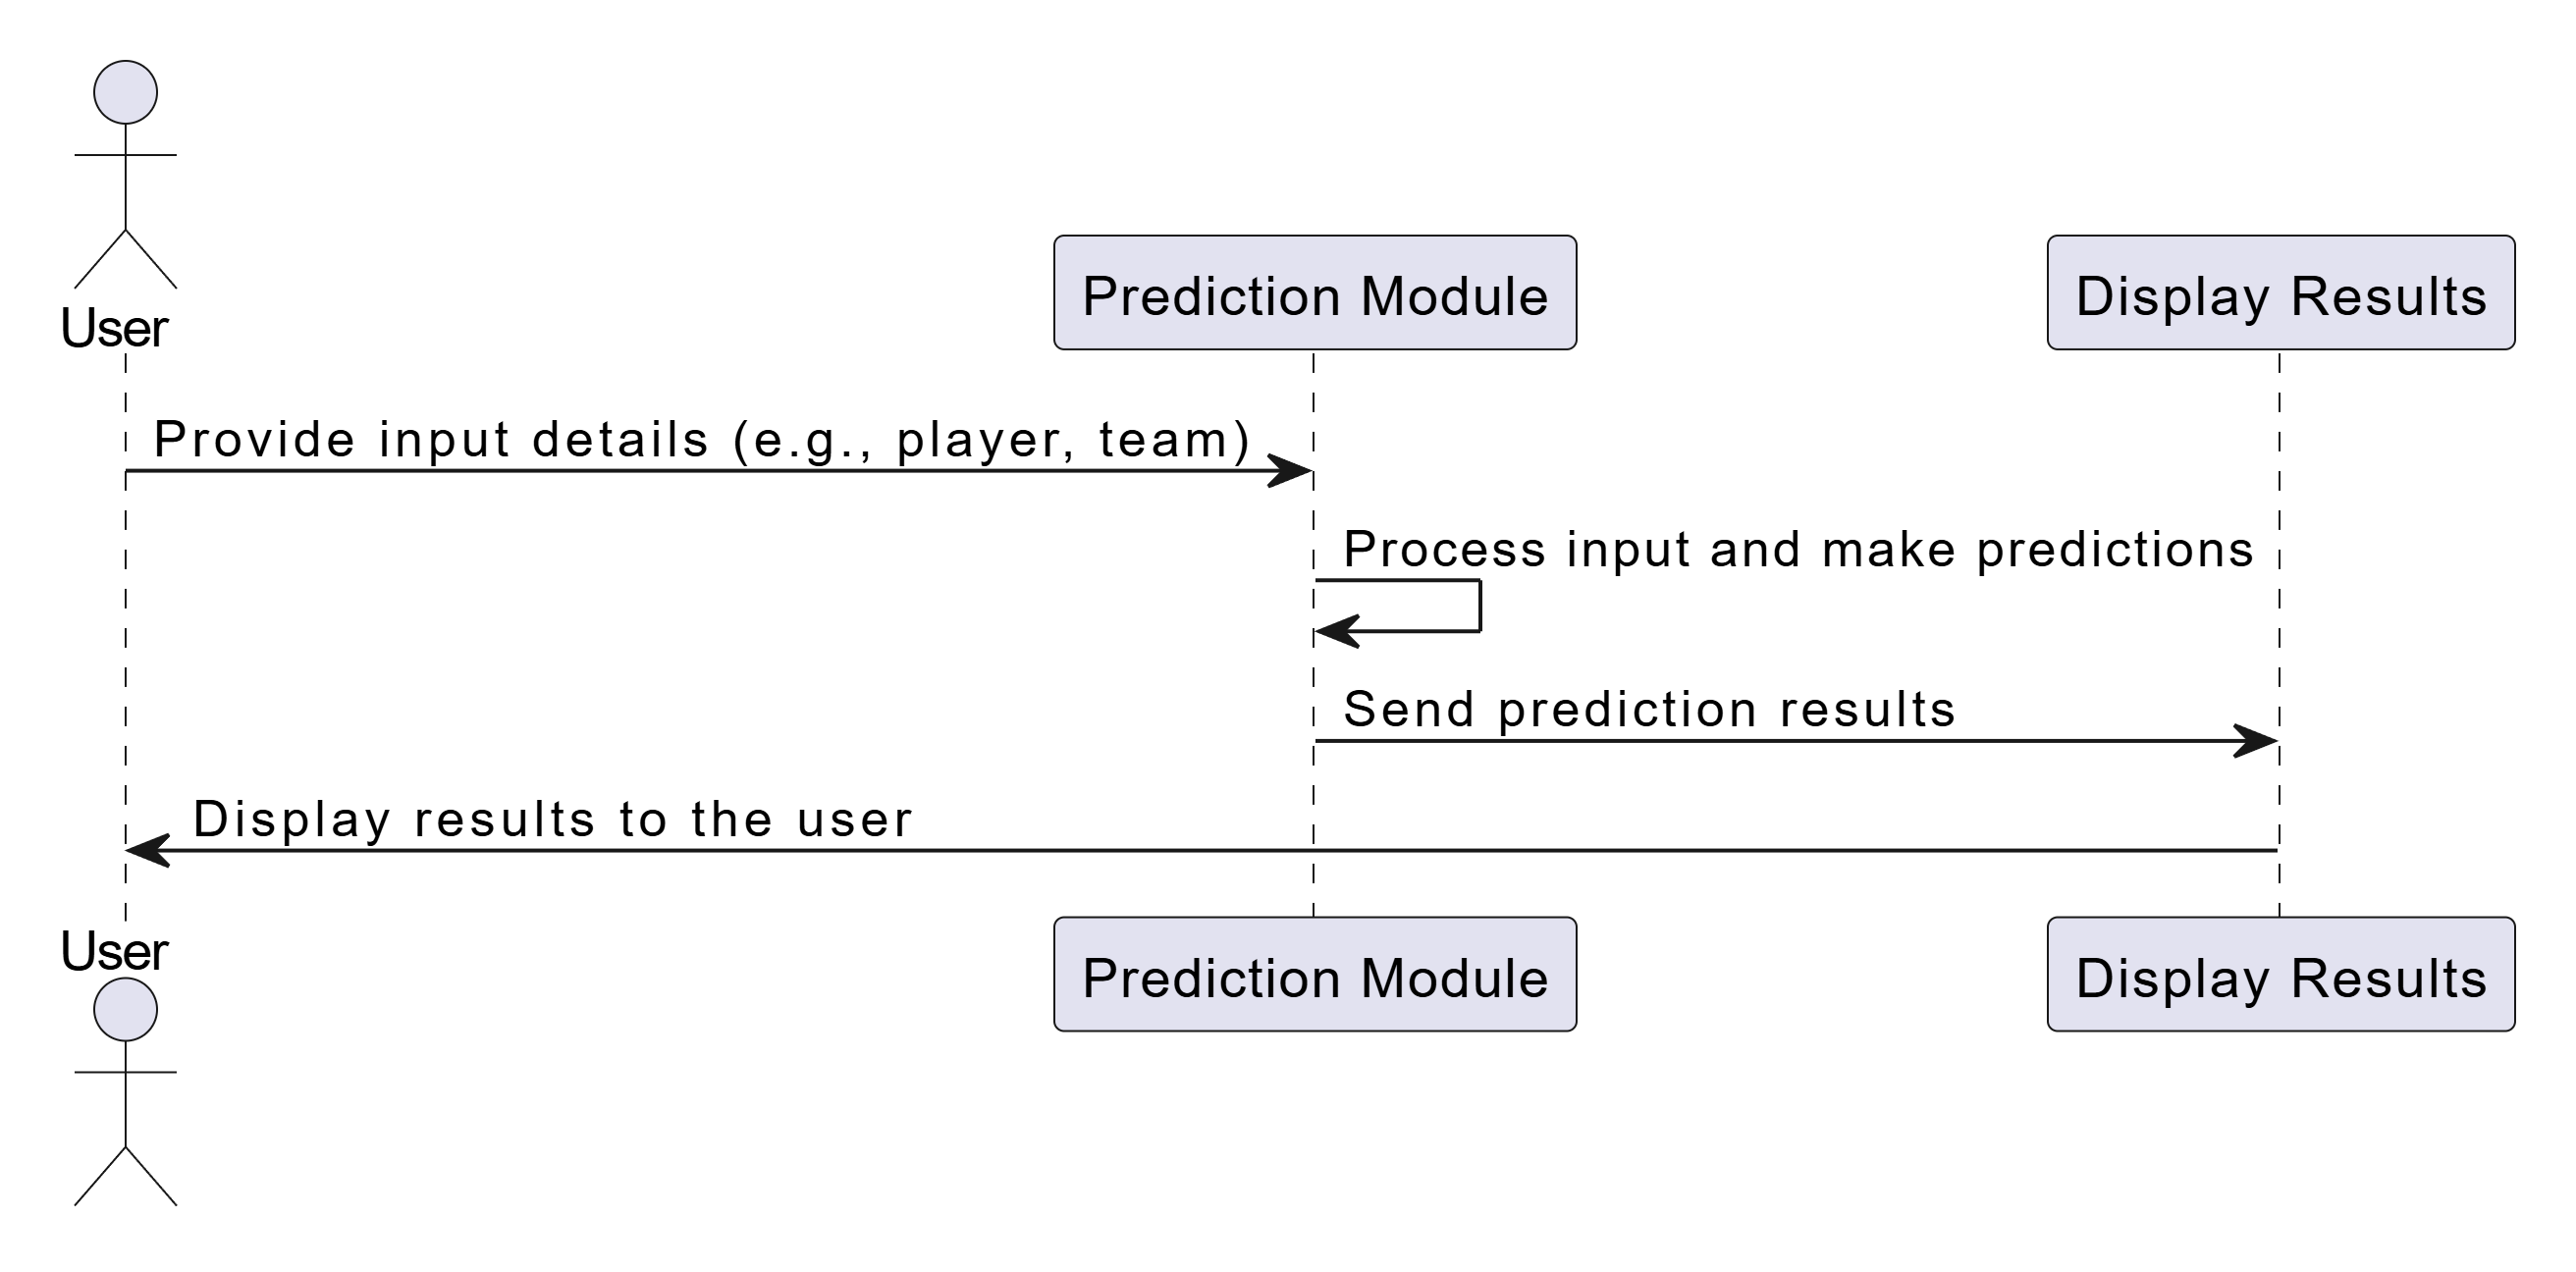 User
Prediction Module
Display Results
Provide input details (e.g., player, team)
Process input and make predictions
Send prediction results
Display results to the user
User
Prediction Module
Display Results